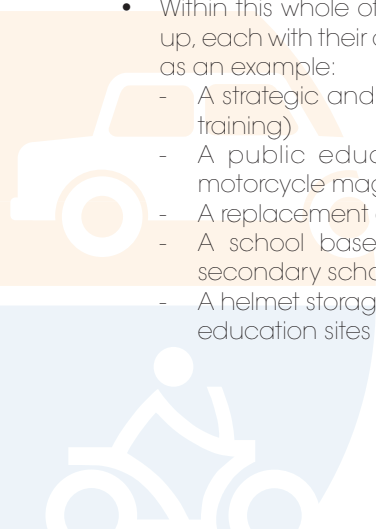 • Within this whole of
up, each with their
as an example:
- A strategic and
training)
- A public educ
motorcycle mag
- A replacement
- A school base
secondary scho
- A helmet storag
education sites